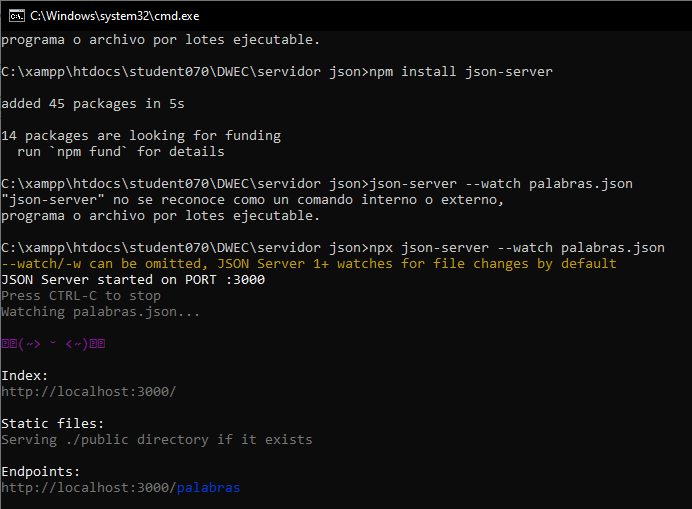 C:\Windows\system32\cmd.exe
programa o archivo por lotes ejecutable.
C:\xampp\htdocs\student070\DWEC\servidor json>npm install json-server
added 45 packages in 5s
14 packages are looking for funding
  run `npm fund` for details
C:\xampp\htdocs\student070\DWEC\servidor json>json-server --watch palabras.json
"json-server" no se reconoce como un comando interno o externo,
programa o archivo por lotes ejecutable.
C:\xampp\htdocs\student070\DWEC\servidor json>npx json-server --watch palabras.json
--watch/-w can be omitted, JSON Server 1+ watches for file changes by default
JSON Server started on PORT :3000
Press CTRL-C to stop
Watching palabras.json...
(~> ˘ <~)
Index:
http://localhost:3000/
Static files:
Serving ./public directory if it exists
Endpoints:
http://localhost:3000/palabras